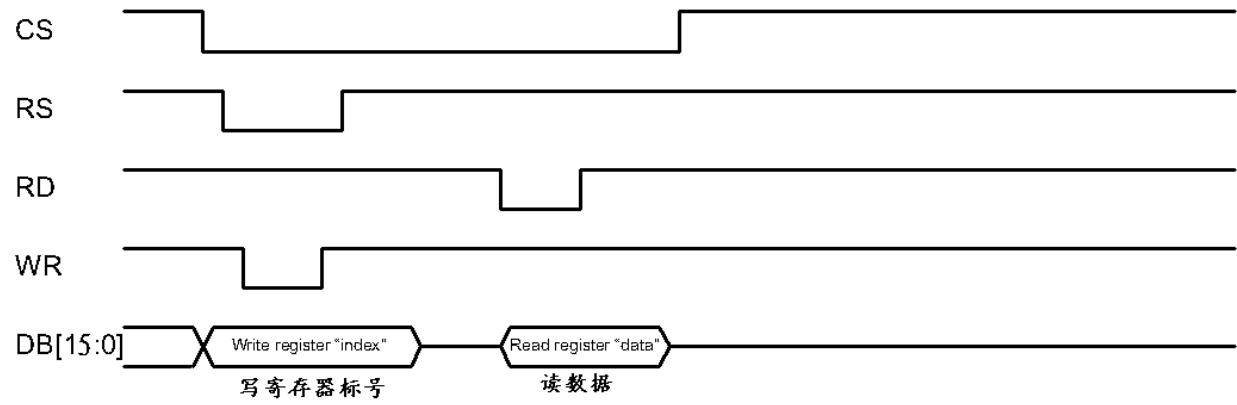 CS
RS
RD
WR
DB[15:0]
Write register "index"
Read register "data"
写寄存器标号
读数据